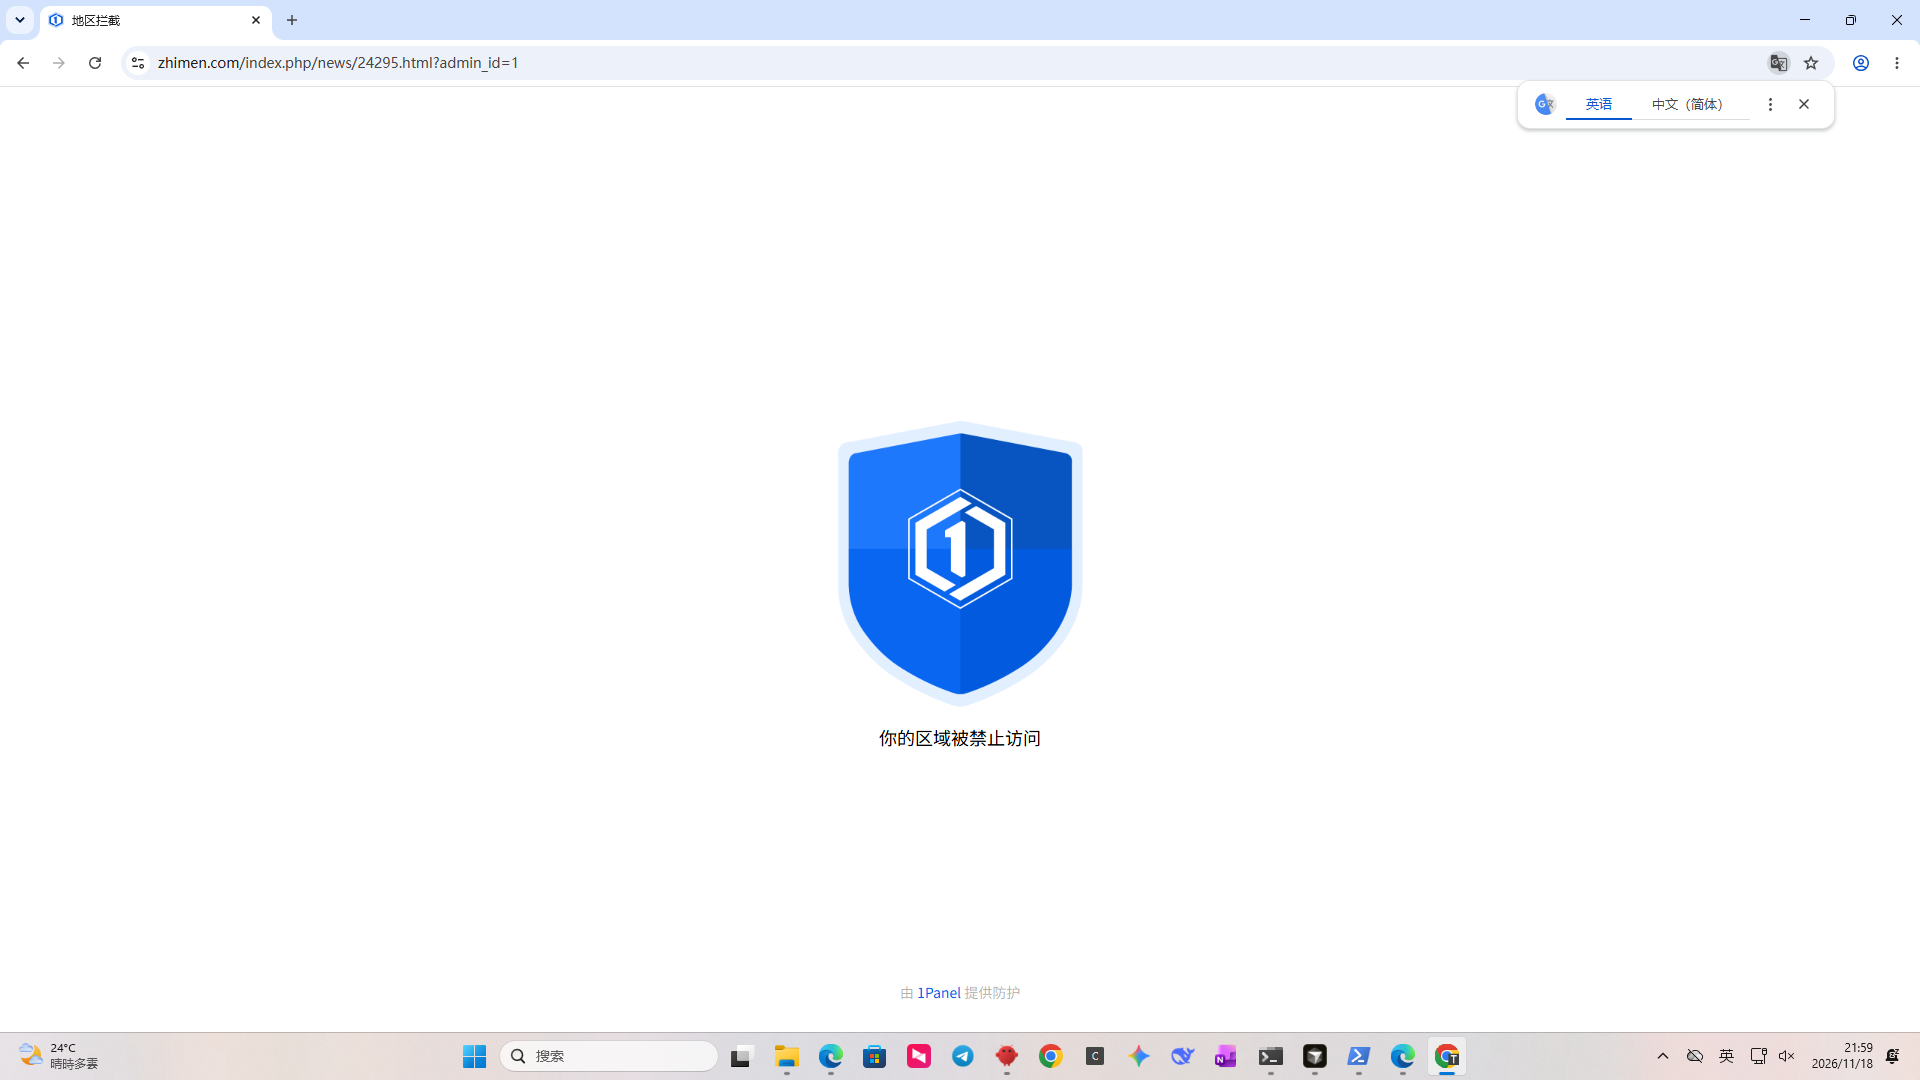 地区拦截
zhimen.com/index.php/news/24295.html?admin_id=1
英语
中文（简体）
1
你的区域被禁止访问
由 1Panel 提供防护
24°C
晴時多雲
搜索
英
21:59
2026/11/18